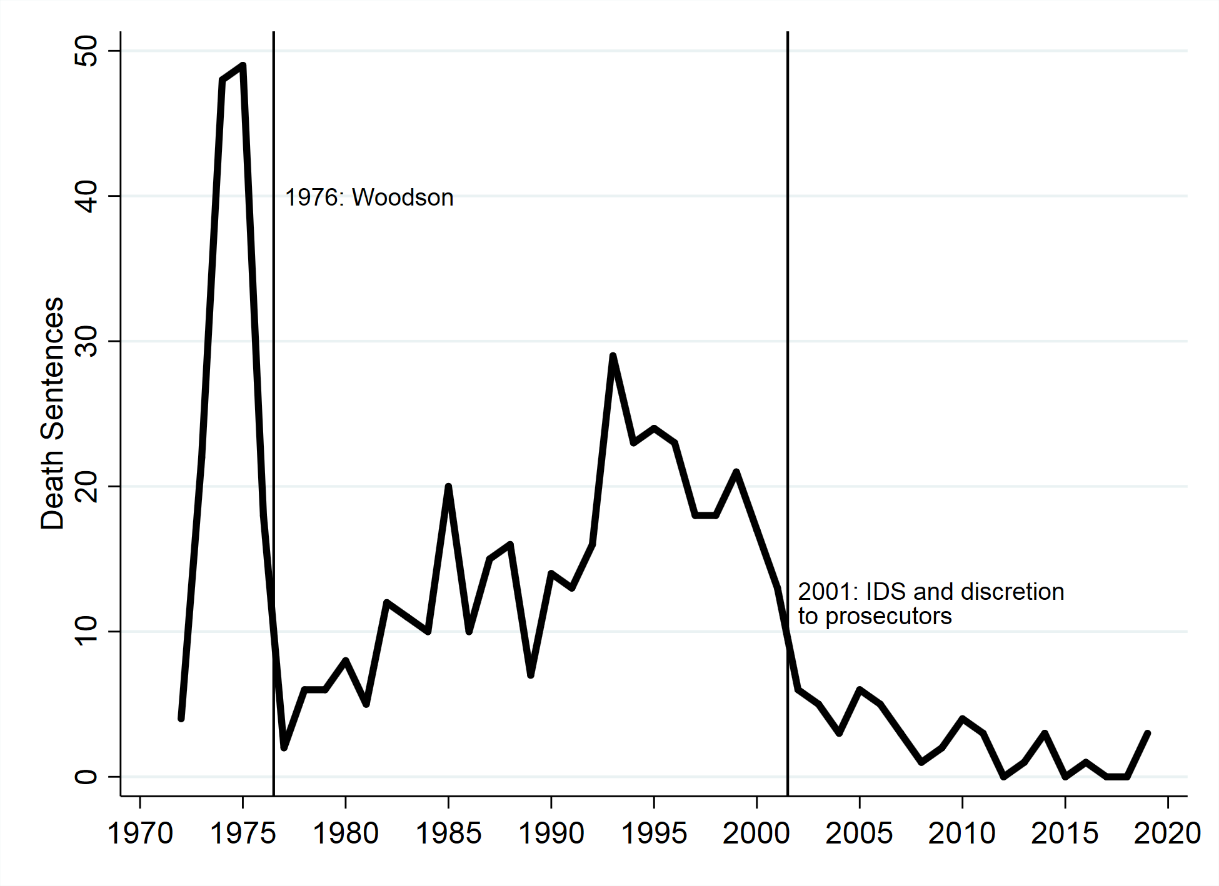 50
40
30
20
10
0
Death Sentences
1976: Woodson
2001: IDS and discretion
to prosecutors
1970 1975 1980 1985 1990 1995 2000 2005 2010 2015 2020